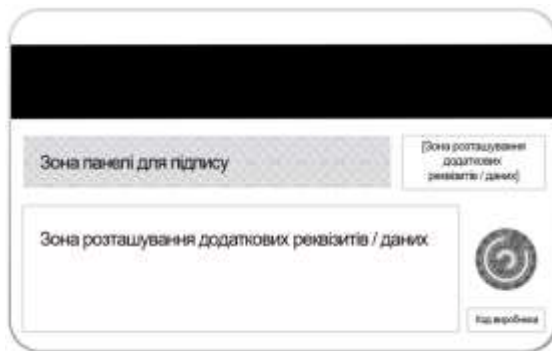 Зона панелі для підпису
[Зона розташування
додаткових
реквізитів / даних]
Зона розташування додаткових реквізитів / даних
Код виробника